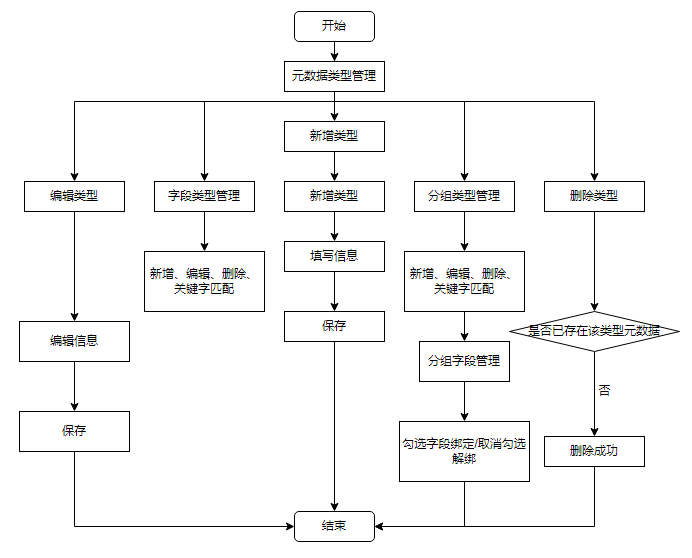 开始
元数据类型管理
新增类型
编辑类型
字段类型管理
新增类型
分组类型管理
删除类型
新增、编辑、删除、
关键字匹配
填写信息
新增、编辑、删除、
关键字匹配
编辑信息
保存
是否已存在该类型元数据
分组字段管理
否
保存
勾选字段绑定/取消勾选
解绑
删除成功
结束